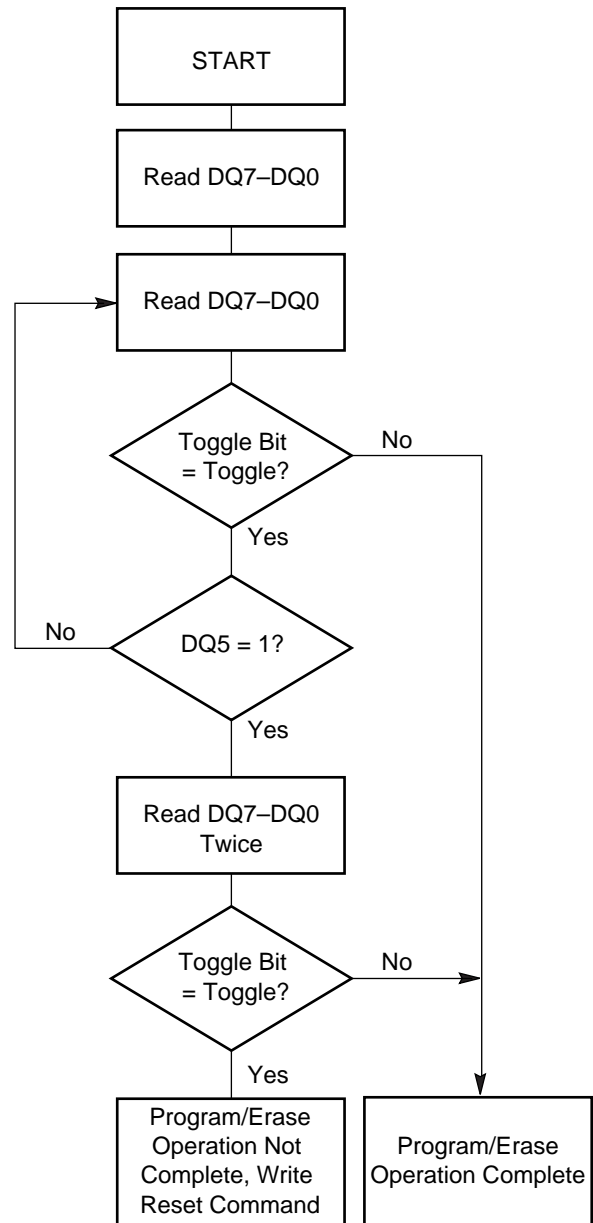 START
Read DQ7–DQ0
Read DQ7–DQ0
Toggle Bit
= Toggle?
No
Yes
No
DQ5 = 1?
Yes
Read DQ7–DQ0
Twice
Toggle Bit
= Toggle?
No
Yes
Program/Erase
Operation Not
Complete, Write
Reset Command
Program/Erase
Operation Complete